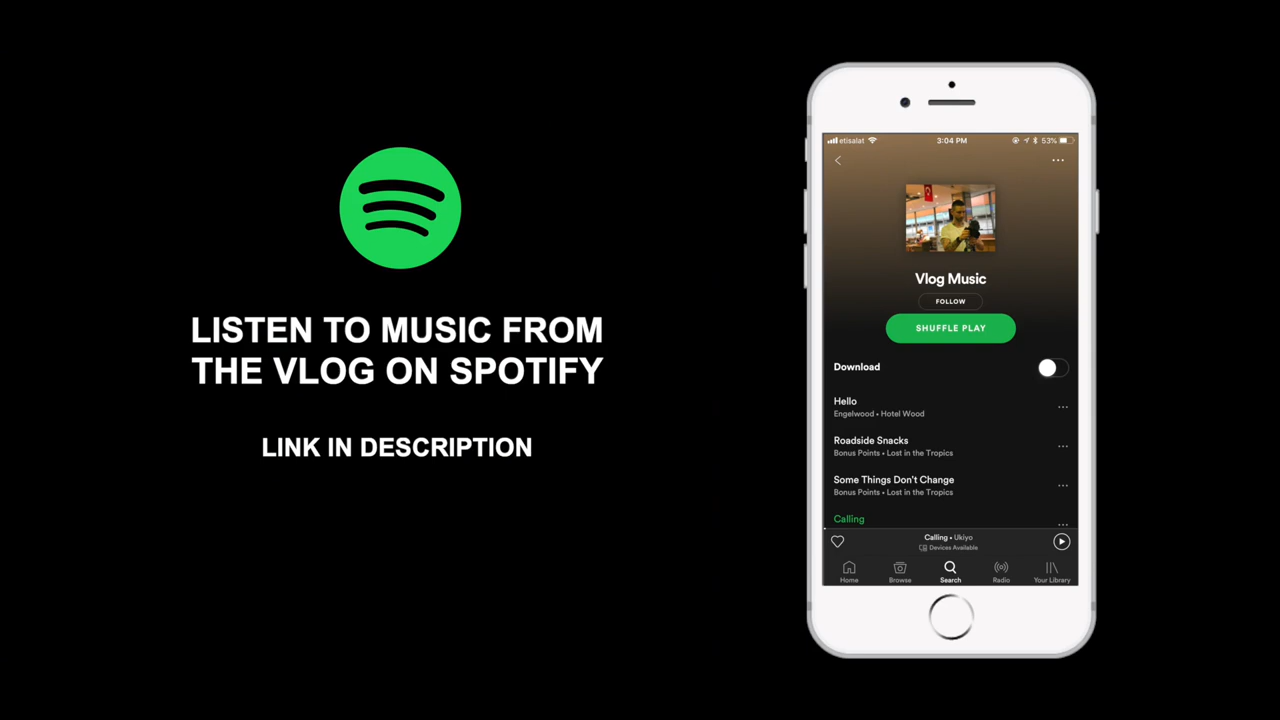 LISTEN TO MUSIC FROM
THE VLOG ON SPOTIFY
LINK IN DESCRIPTION
etisalat
3:04 PM
53%
Vlog Music
FOLLOW
SHUFFLE PLAY
Download
Hello
Engelwood • Hotel Wood
Roadside Snacks
Bonus Points • Lost in the Tropics
Some Things Don't Change
Bonus Points • Lost in the Tropics
Calling
Calling • Ukiyo
Devices Available
Home Browse Search Radio Your Library